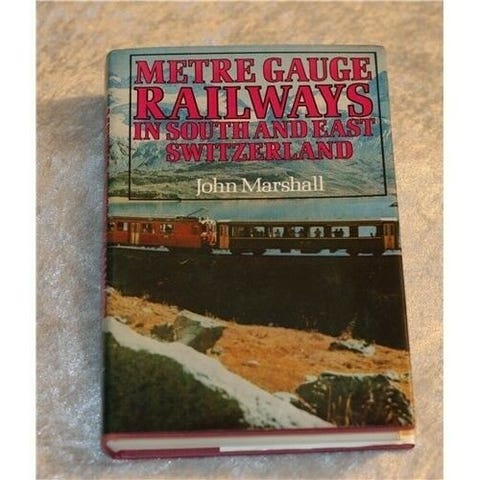 METRE GAUGE
RAILWAYS
IN SOUTH AND EAST
SWITZERLAND
John Marshall